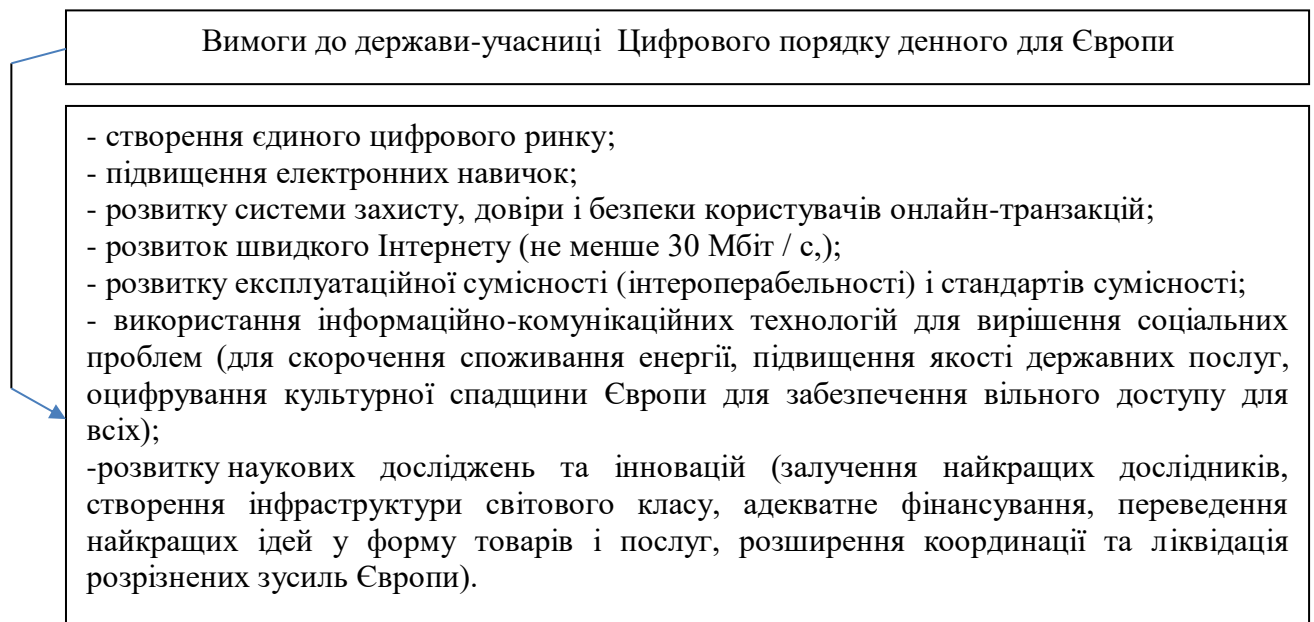 Вимоги до держави-учасниці Цифрового порядку денного для Європи
- створення єдиного цифрового ринку;
- підвищення електронних навичок;
- розвитку системи захисту, довіри і безпеки користувачів онлайн-транзакцій;
- розвиток швидкого Інтернету (не менше 30 Мбіт / с,);
- розвитку експлуатаційної сумісності (інтероперабельності) і стандартів сумісності;
- використання інформаційно-комунікаційних технологій для вирішення соціальних
проблем (для скорочення споживання енергії, підвищення якості державних послуг,
оцифрування культурної спадщини Європи для забезпечення вільного доступу для
всіх);
-розвитку наукових досліджень та інновацій (залучення найкращих дослідників,
створення інфраструктури світового класу, адекватне фінансування, переведення
найкращих ідей у форму товарів і послуг, розширення координації та ліквідація
розрізнених зусиль Європи).